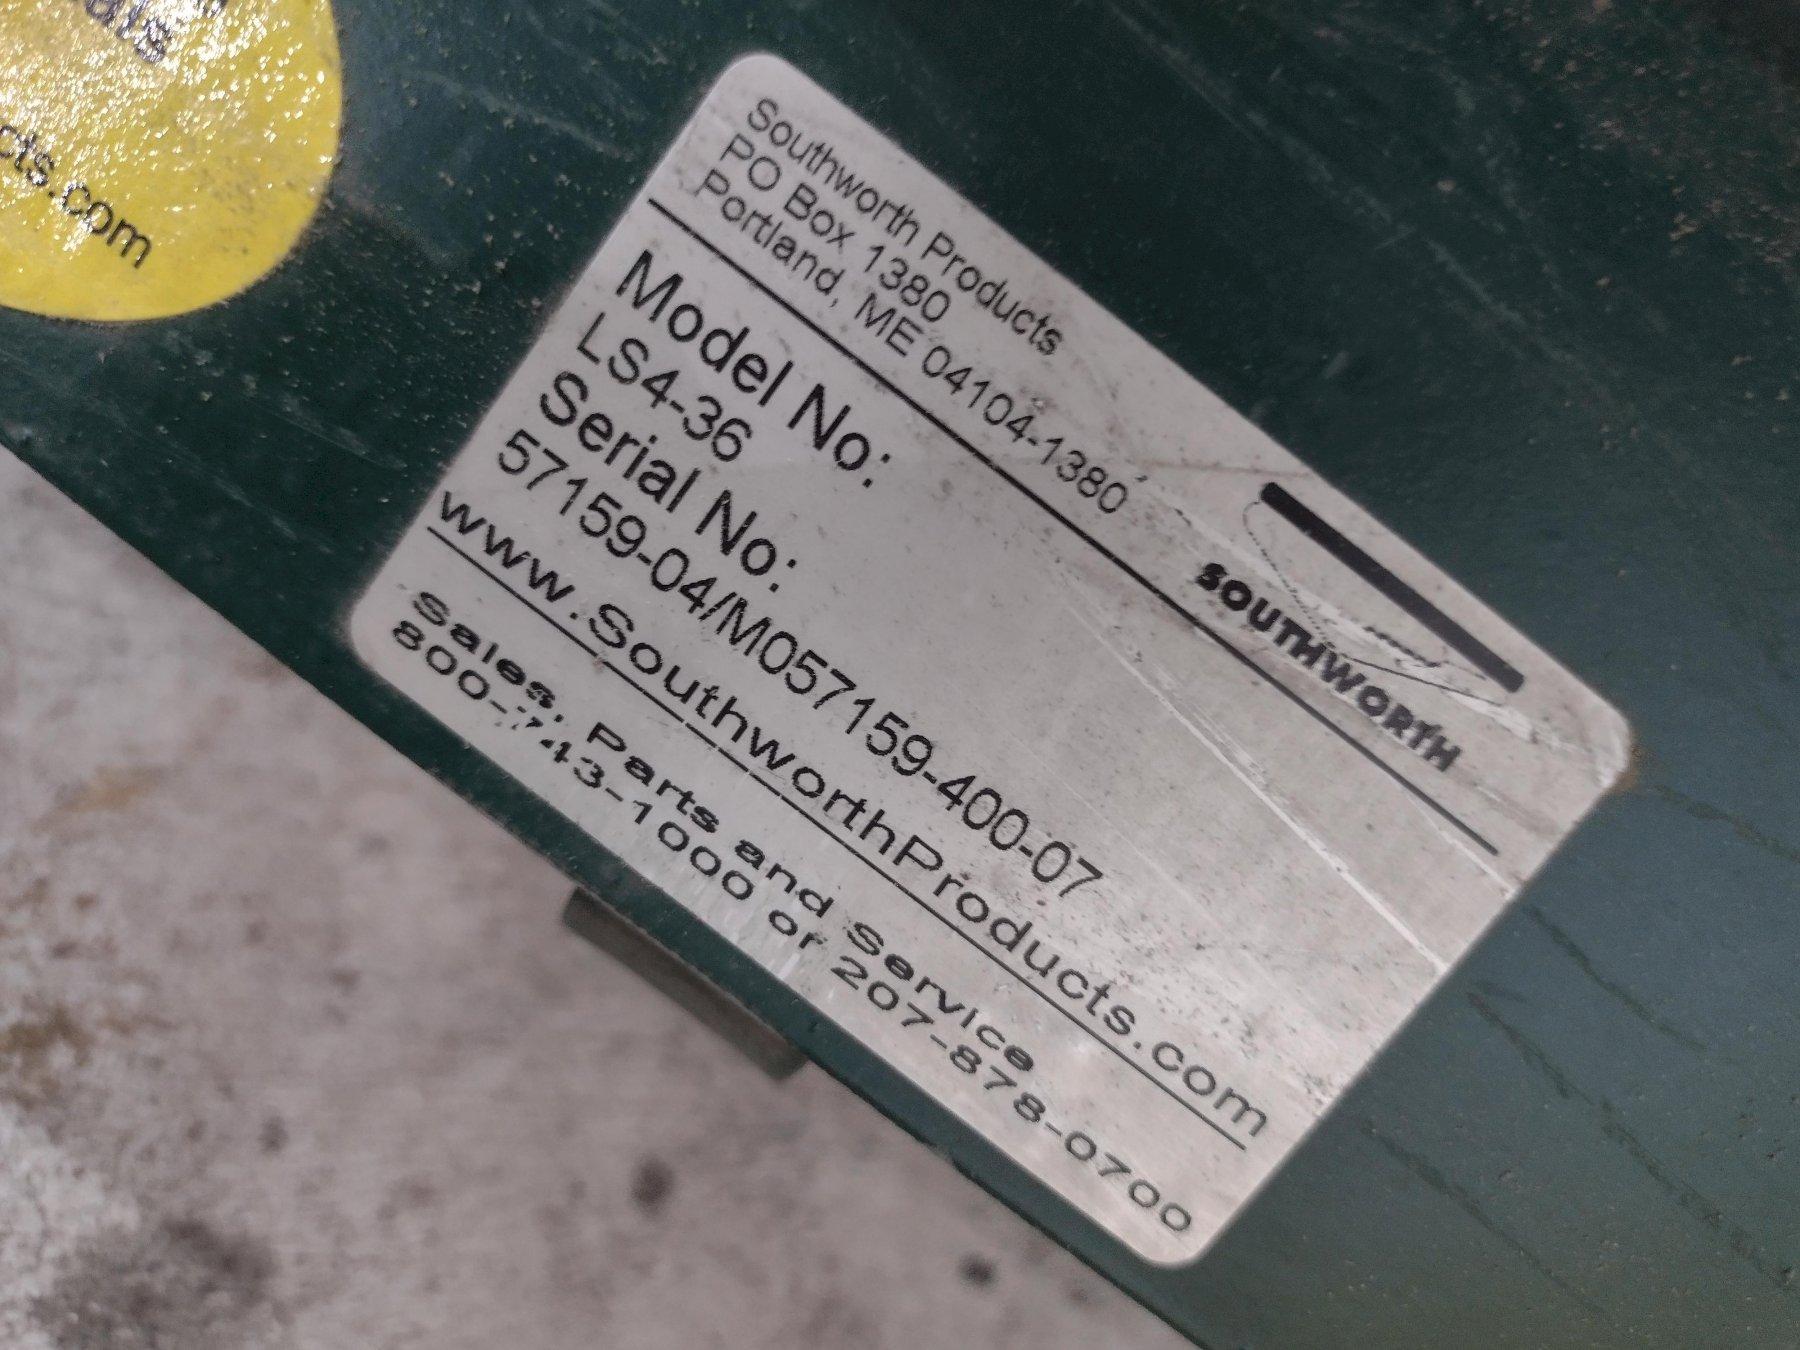 als
cts.com
Southworth Products
PO Box 1380
Portland, ME 04104-1380
SOUTHWORTH
Model No:
LS4-36
Serial No:
57159-04/M057159-400-07
www.SouthworthProducts.com
Sales, Parts and Service
800-743-1000 or 207-878-0700